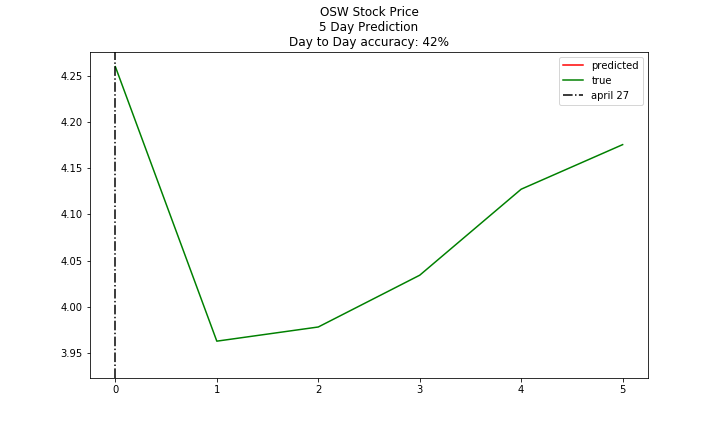 OSW Stock Price
5 Day Prediction
Day to Day accuracy: 42%
predicted
true
april 27
4.25
4.20
4.15
4.10
4.05
4.00
3.95
0 1 2 3 4 5